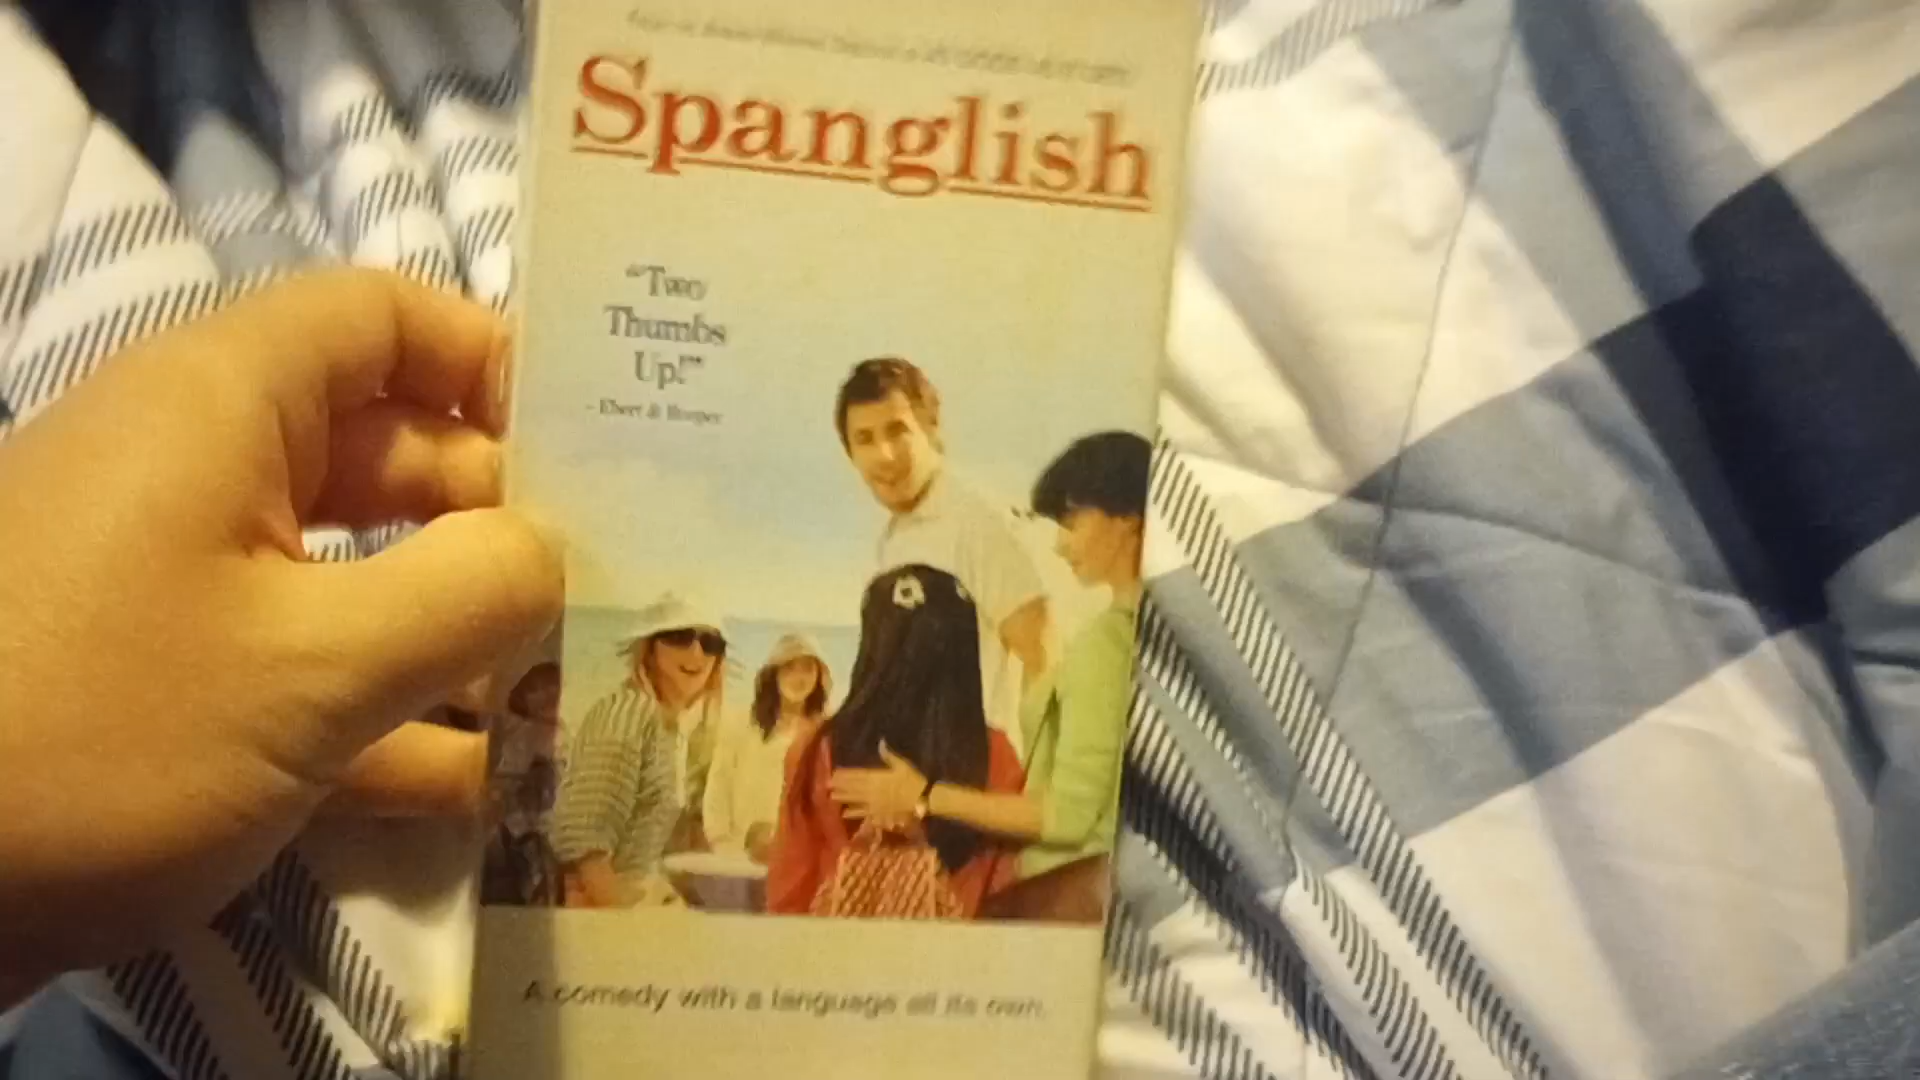 Spanglish
"Two
Thumbs
Up!"
- Ebert & Roeper
A comedy with a language all its own.